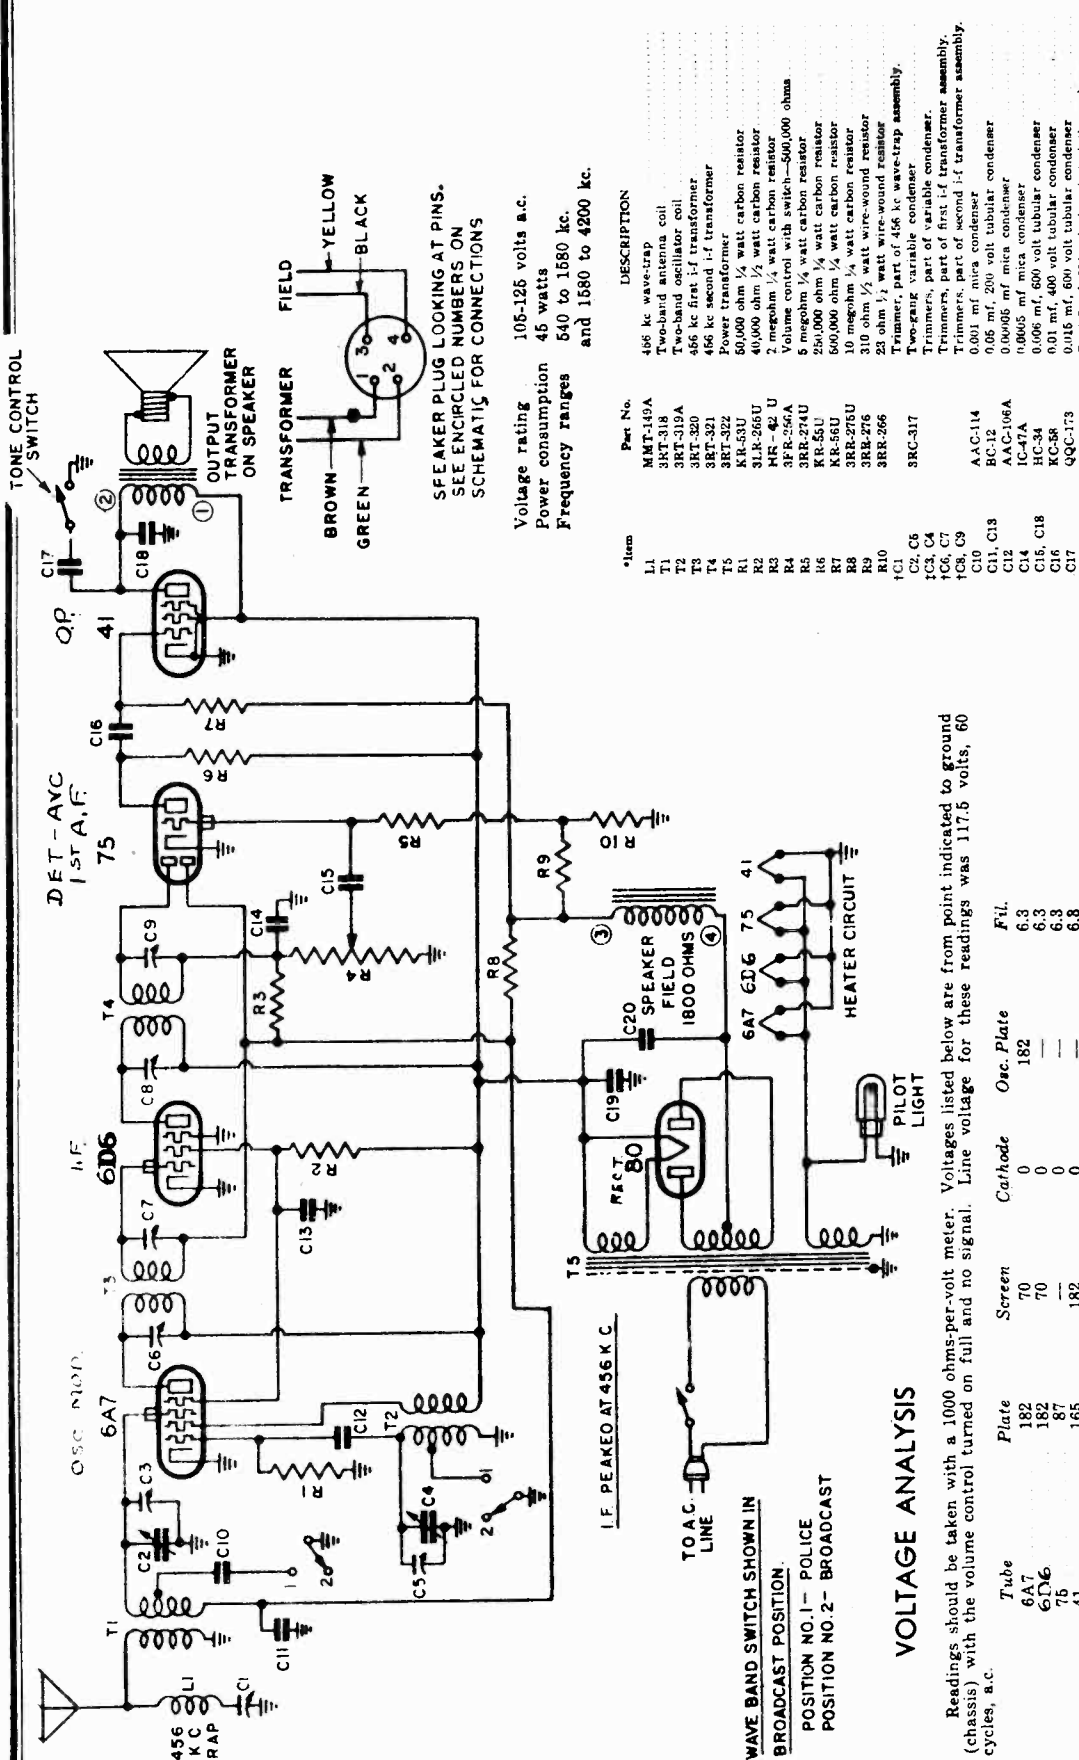 TONE CONTROL
SWITCH
C17
C18
②
①
OUTPUT
TRANSFORMER
ON SPEAKER
O.P.
41
C16
R7
R6
DET-AVC
1ST A.F.
75
R5
R10
R9
C15
C14
R4
C9
T4
R3
R8
C8
I.F.
6D6
R2
C7
C13
T3
C6
OSC MOD.
6A7
C3
C2
C10
1
2
T1
C11
L1
C1
456
KC
RAP
R1
C12
T2
C4
C5
1
2
TRANSFORMER
FIELD
BROWN
GREEN
YELLOW
BLACK
1
2
3
4
SPEAKER PLUG LOOKING AT PINS.
SEE ENCIRCLED NUMBERS ON
SCHEMATIC FOR CONNECTIONS
Voltage rating 105-125 volts a.c.
Power consumption 45 watts
Frequency ranges 540 to 1580 kc.
and 1580 to 4200 kc.
③
SPEAKER
FIELD
1800 OHMS
④
C20
C19
RECT.
80
T5
41
75
6D6
6A7
HEATER CIRCUIT
PILOT
LIGHT
I.F. PEAKED AT 456 KC
TO A.C.
LINE
WAVE BAND SWITCH SHOWN IN
BROADCAST POSITION.
POSITION NO.1- POLICE
POSITION NO.2- BROADCAST
*Item Part No. DESCRIPTION
L1 MMT-149A 456 kc wave-trap
T1 3RT-318 Two-band antenna coil
T2 3RT-319A Two-band oscillator coil
T3 3RT-320 456 kc first i-f transformer
T4 3RT-321 456 kc second i-f transformer
T5 3RT-322 Power transformer
R1 KR-53U 50,000 ohm ¼ watt carbon resistor
R2 3LR-265U 40,000 ohm ½ watt carbon resistor
R3 HR-42 U 2 megohm ¼ watt carbon resistor
R4 3FR-256A Volume control with switch—500,000 ohms
R5 3RR-274U 5 megohm ¼ watt carbon resistor
R6 KR-55U 250,000 ohm ¼ watt carbon resistor
R7 KR-56U 500,000 ohm ¼ watt carbon resistor
R8 3RR-275U 10 megohm ¼ watt carbon resistor
R9 3RR-276 310 ohm ½ watt wire-wound resistor
R10 3RR-266 23 ohm ½ watt wire-wound resistor
†C1 Trimmer, part of 456 kc wave-trap assembly.
C2, C5 3RC-317 Two-gang variable condenser
‡C3, C4 Trimmers, part of variable condenser.
†C6, C7 Trimmers, part of first i-f transformer assembly.
†C8, C9 Trimmers, part of second i-f transformer assembly.
C10 AAC-114 0.001 mf mica condenser
C11, C13 BC-12 0.05 mf, 200 volt tubular condenser
C12 AAC-106A 0.00005 mf mica condenser
C14 IC-47A 0.0005 mf mica condenser
C15, C18 HC-34 0.006 mf, 600 volt tubular condenser
C16 KC-58 0.01 mf, 400 volt tubular condenser
C17 QQC-173 0.015 mf, 600 volt tubular condenser
VOLTAGE ANALYSIS
Readings should be taken with a 1000 ohms-per-volt meter. Voltages listed below are from point indicated to ground
(chassis) with the volume control turned on full and no signal. Line voltage for these readings was 117.5 volts, 60
cycles, a.c.
Tube Plate Screen Cathode Osc. Plate Fil.
6A7 182 70 0 182 6.3
6D6 182 70 0 — 6.3
75 87 — 0 — 6.3
41 165 182 0 — 6.3